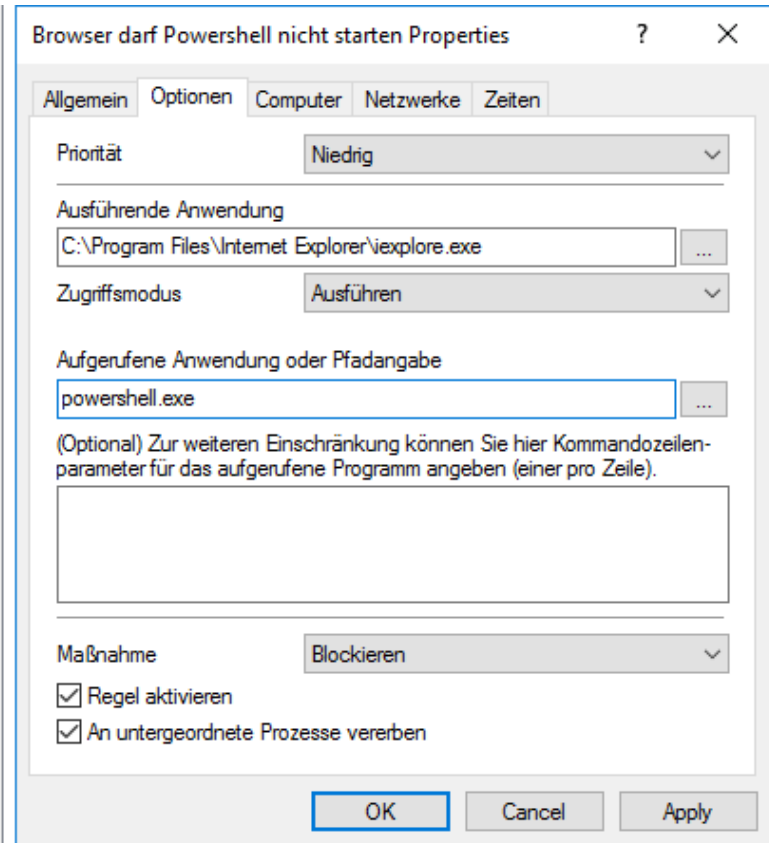 Browser darf Powershell nicht starten Properties ? ×
Allgemein Optionen Computer Netzwerke Zeiten
Priorität Niedrig
Ausführende Anwendung
C:\Program Files\Internet Explorer\iexplore.exe ...
Zugriffsmodus Ausführen
Aufgerufene Anwendung oder Pfadangabe
powershell.exe ...
(Optional) Zur weiteren Einschränkung können Sie hier Kommandozeilen-
parameter für das aufgerufene Programm angeben (einer pro Zeile).
Maßnahme Blockieren
Regel aktivieren
An untergeordnete Prozesse vererben
OK Cancel Apply